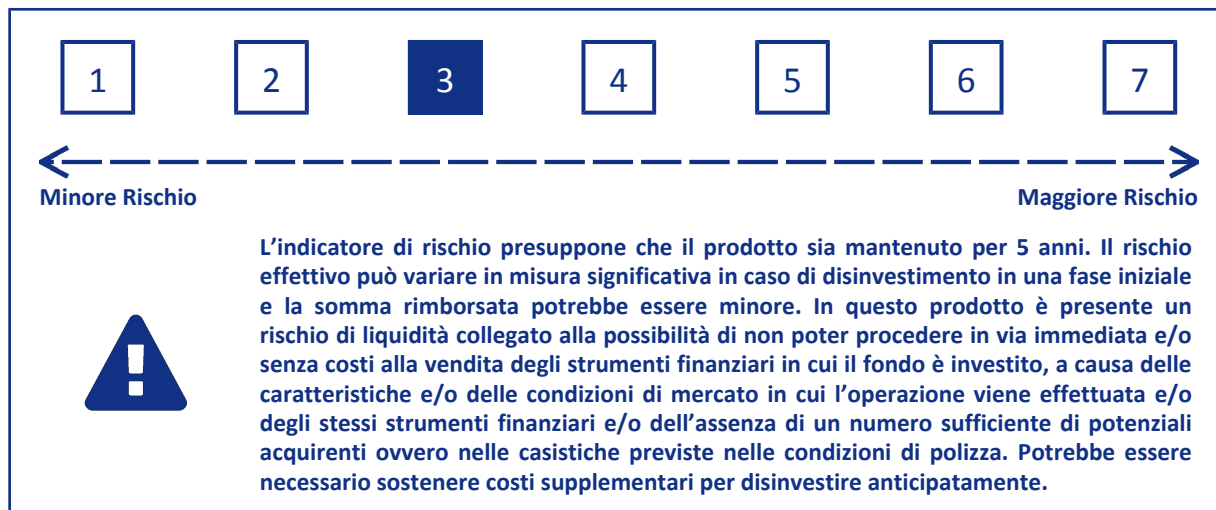 1 2 3 4 5 6 7
Minore Rischio Maggiore Rischio
L’indicatore di rischio presuppone che il prodotto sia mantenuto per 5 anni. Il rischio
effettivo può variare in misura significativa in caso di disinvestimento in una fase iniziale
e la somma rimborsata potrebbe essere minore. In questo prodotto è presente un
rischio di liquidità collegato alla possibilità di non poter procedere in via immediata e/o
senza costi alla vendita degli strumenti finanziari in cui il fondo è investito, a causa delle
caratteristiche e/o delle condizioni di mercato in cui l’operazione viene effettuata e/o
degli stessi strumenti finanziari e/o dell’assenza di un numero sufficiente di potenziali
acquirenti ovvero nelle casistiche previste nelle condizioni di polizza. Potrebbe essere
necessario sostenere costi supplementari per disinvestire anticipatamente.